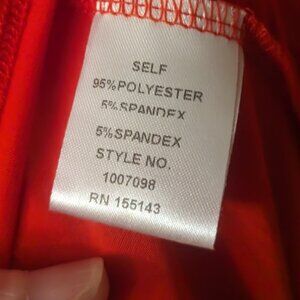 SELF
95%POLYESTER
5%SPANDEX
5%SPANDEX
STYLE NO.
1007098
RN 155143